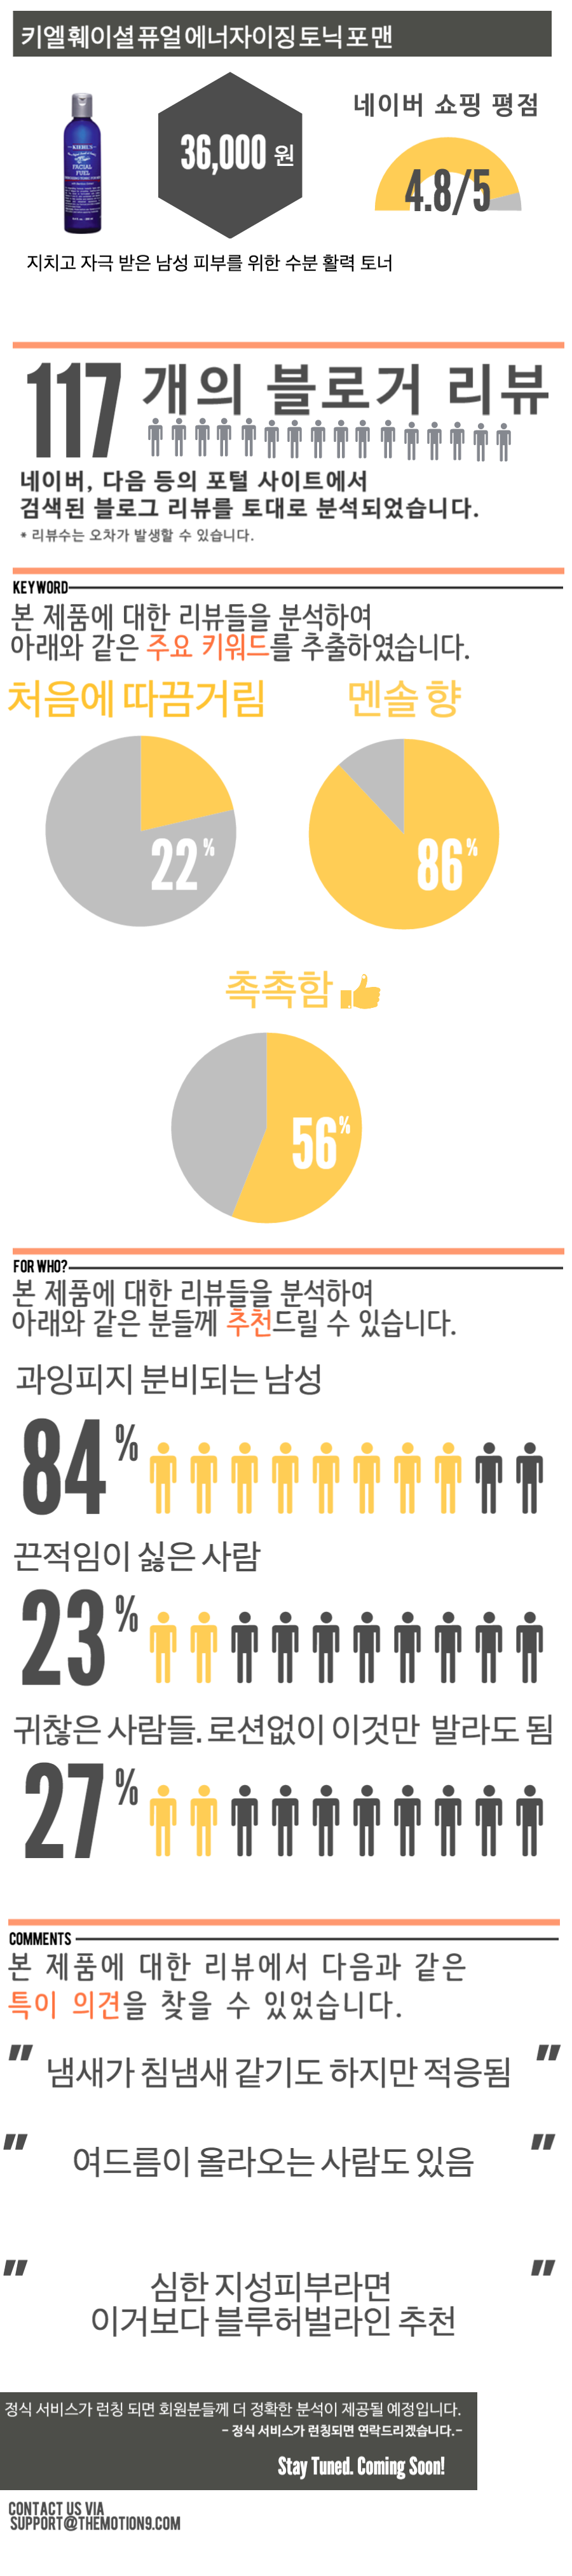 키엘 훼이셜 퓨얼 에너자이징 토닉 포 맨
KIEHL'S
FACIAL
FUEL
36,000 원
네이버 쇼핑 평점
4.8/5
지치고 자극 받은 남성 피부를 위한 수분 활력 토너
117 개의 블로거 리뷰
네이버, 다음 등의 포털 사이트에서
검색된 블로그 리뷰를 토대로 분석되었습니다.
* 리뷰수는 오차가 발생할 수 있습니다.
KEYWORD
본 제품에 대한 리뷰들을 분석하여
아래와 같은 주요 키워드를 추출하였습니다.
처음에 따끔거림
멘솔 향
22%
86%
촉촉함
56%
FOR WHO?
본 제품에 대한 리뷰들을 분석하여
아래와 같은 분들께 추천드릴 수 있습니다.
과잉피지 분비되는 남성
84%
끈적임이 싫은 사람
23%
귀찮은 사람들. 로션없이 이것만 발라도 됨
27%
COMMENTS
본 제품에 대한 리뷰에서 다음과 같은
특이 의견을 찾을 수 있었습니다.
" 냄새가 침냄새 같기도 하지만 적응됨 "
" 여드름이 올라오는 사람도 있음 "
" 심한 지성피부라면 "
이거보다 블루허벌라인 추천
정식 서비스가 런칭 되면 회원분들께 더 정확한 분석이 제공될 예정입니다.
- 정식 서비스가 런칭되면 연락드리겠습니다.-
Stay Tuned. Coming Soon!
CONTACT US VIA
SUPPORT@THEMOTION9.COM